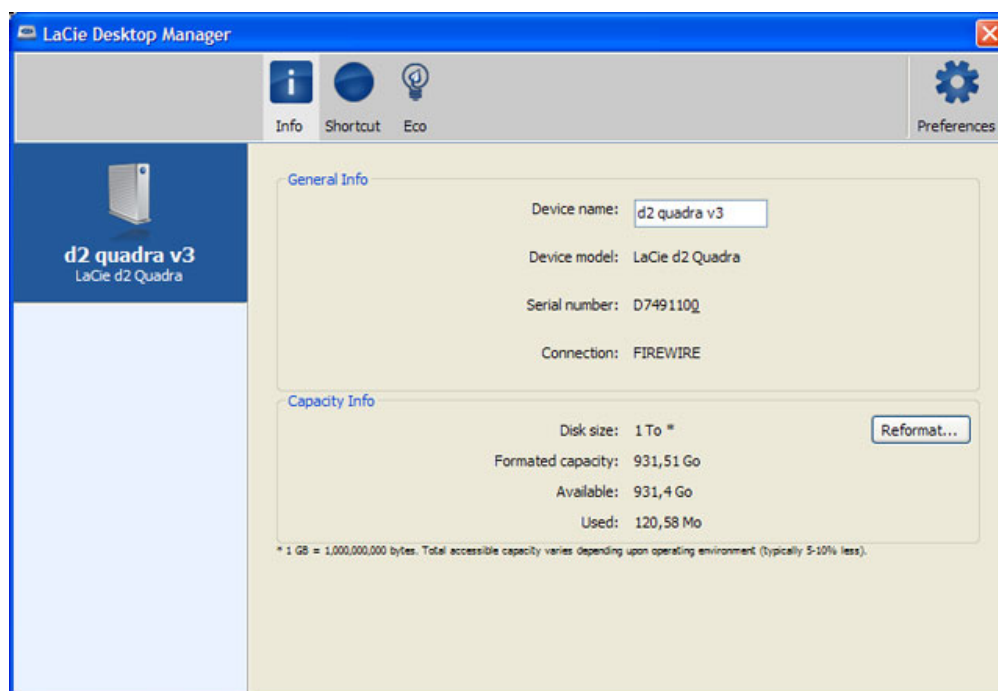 LaCie Desktop Manager
Info Shortcut Eco Preferences
d2 quadra v3
LaCie d2 Quadra
General Info
Device name: d2 quadra v3
Device model: LaCie d2 Quadra
Serial number: D7491100
Connection: FIREWIRE
Capacity Info
Disk size: 1 To *
Reformat...
Formated capacity: 931,51 Go
Available: 931,4 Go
Used: 120,58 Mo
* 1 GB = 1,000,000,000 bytes. Total accessible capacity varies depending upon operating environment (typically 5-10% less).